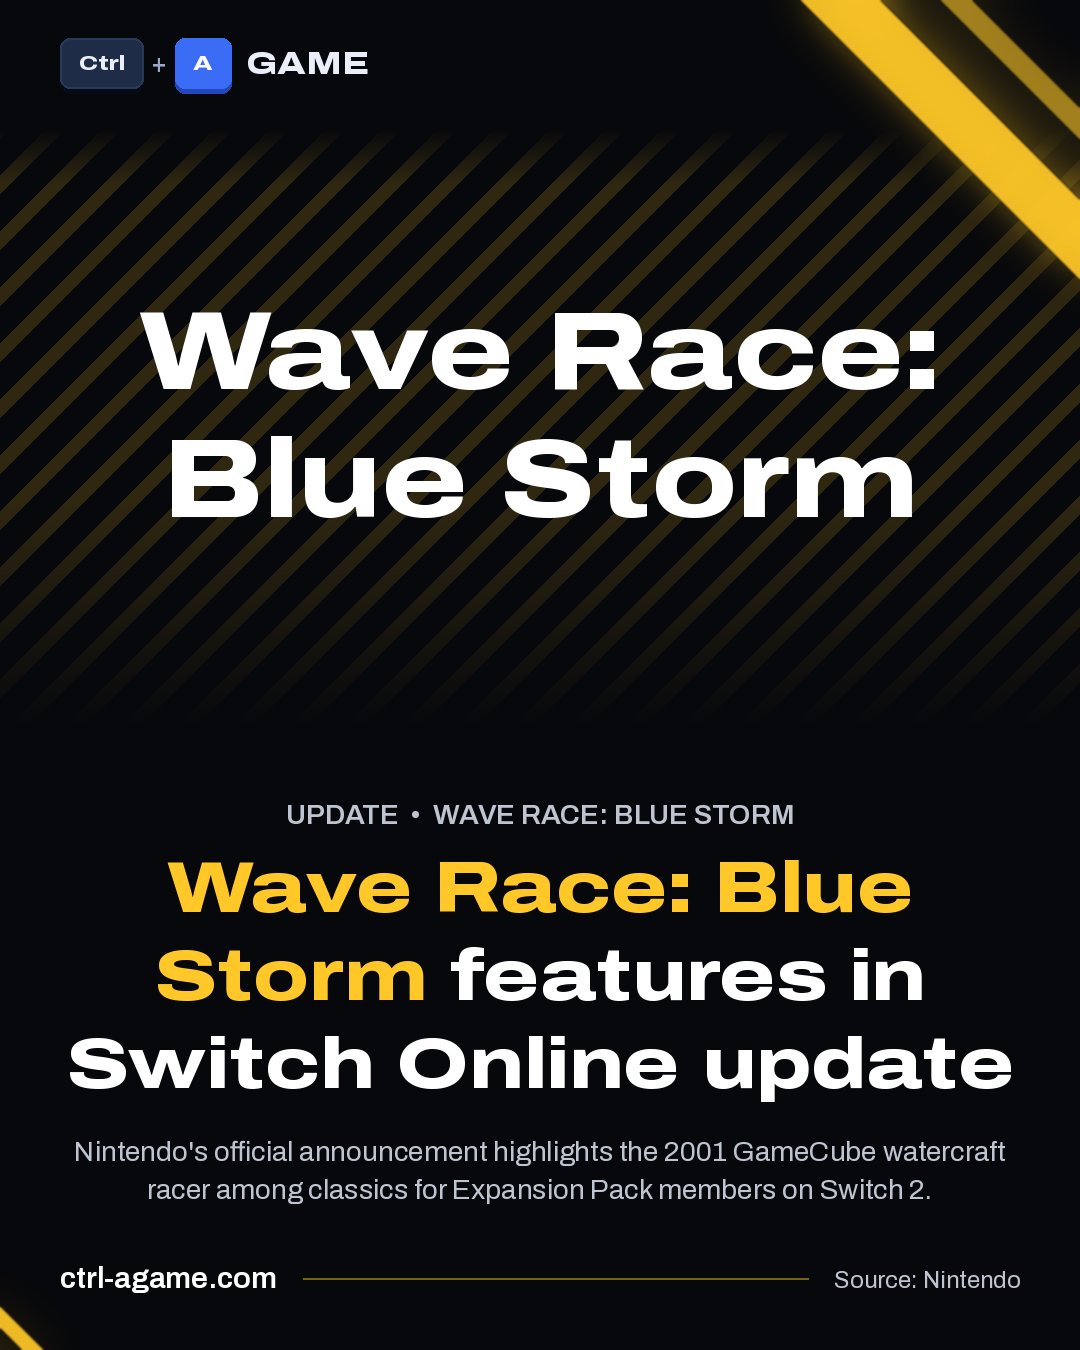 Ctrl + A GAME
Wave Race:
Blue Storm
UPDATE • WAVE RACE: BLUE STORM
Wave Race: Blue
Storm features in
Switch Online update
Nintendo's official announcement highlights the 2001 GameCube watercraft
racer among classics for Expansion Pack members on Switch 2.
ctrl-agame.com
Source: Nintendo